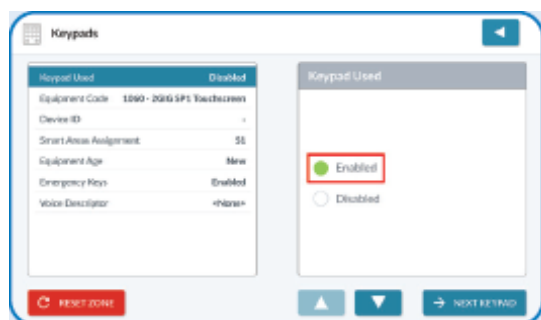 Keypads
Keypad Used Disabled
Equipment Code 1060 - 2GIG SP1 Touchscreen
Device ID -
Smart Areas Assignment S1
Equipment Age New
Emergency Keys Enabled
Voice Descriptor <None>
Keypad Used
Enabled
Disabled
RESET ZONE
NEXT KEYPAD